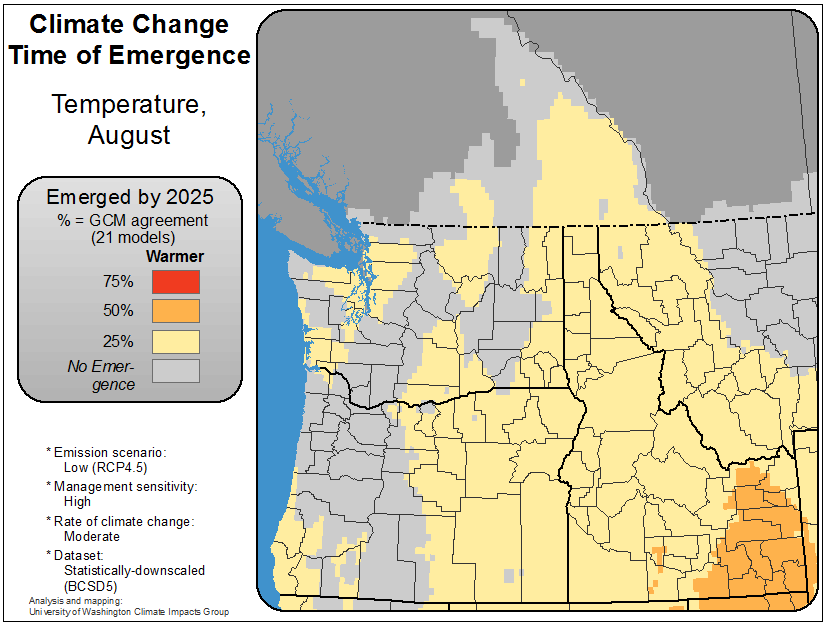 Climate Change
Time of Emergence
Temperature,
August
Emerged by 2025
% = GCM agreement
(21 models)
Warmer
75%
50%
25%
No Emer-
gence
* Emission scenario:
Low (RCP4.5)
* Management sensitivity:
High
* Rate of climate change:
Moderate
* Dataset:
Statistically-downscaled
(BCSD5)
Analysis and mapping:
University of Washington Climate Impacts Group